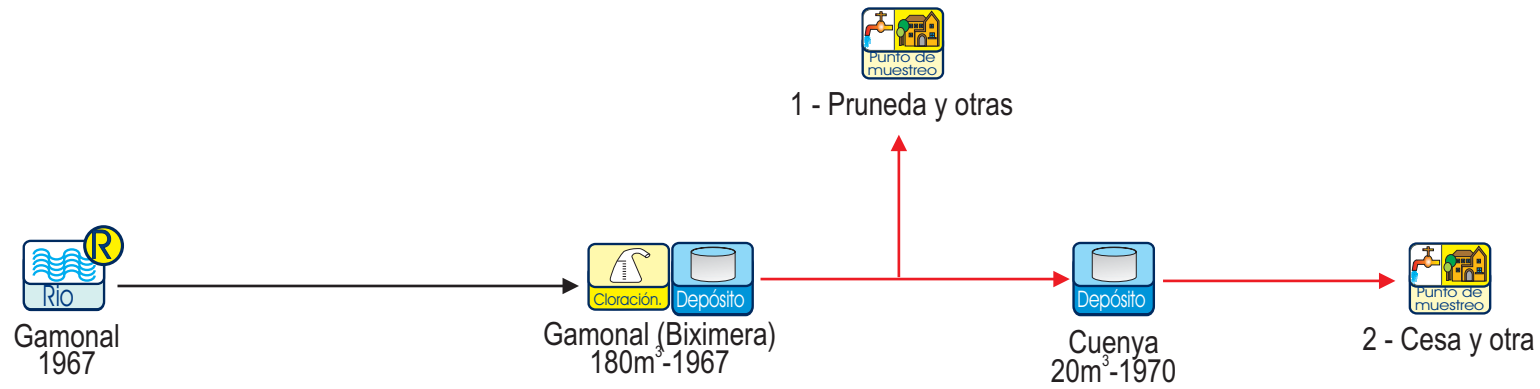 Punto de
muestreo
1 - Pruneda y otras
R
Río
Gamonal
1967
Cloración.
Depósito
Gamonal (Biximera)
180m³-1967
Depósito
Cuenya
20m³-1970
Punto de
muestreo
2 - Cesa y otra